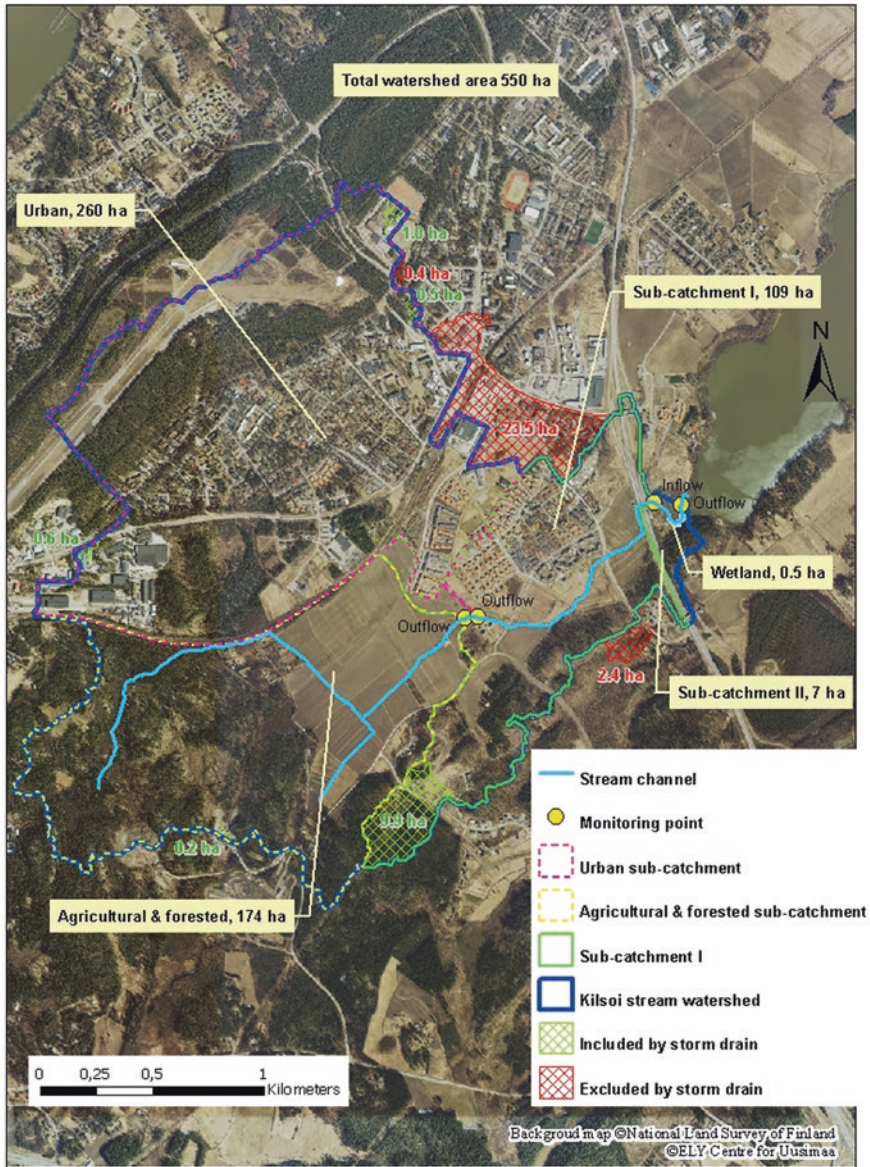 Total watershed area 550 ha
Urban, 260 ha
1.0 ha
0.4 ha
0.5 ha
Sub-catchment I, 109 ha
N
23.5 ha
Inflow
Outflow
0.6 ha
Wetland, 0.5 ha
Outflow
Outflow
2.4 ha
Sub-catchment II, 7 ha
9.9 ha
0.2 ha
Agricultural & forested, 174 ha
Stream channel
Monitoring point
Urban sub-catchment
Agricultural & forested sub-catchment
Sub-catchment I
Kilsoi stream watershed
Included by storm drain
Excluded by storm drain
0 0,25 0,5 1
Kilometers
Backgroud map ©National Land Survey of Finland
©ELY Centre for Uusimaa